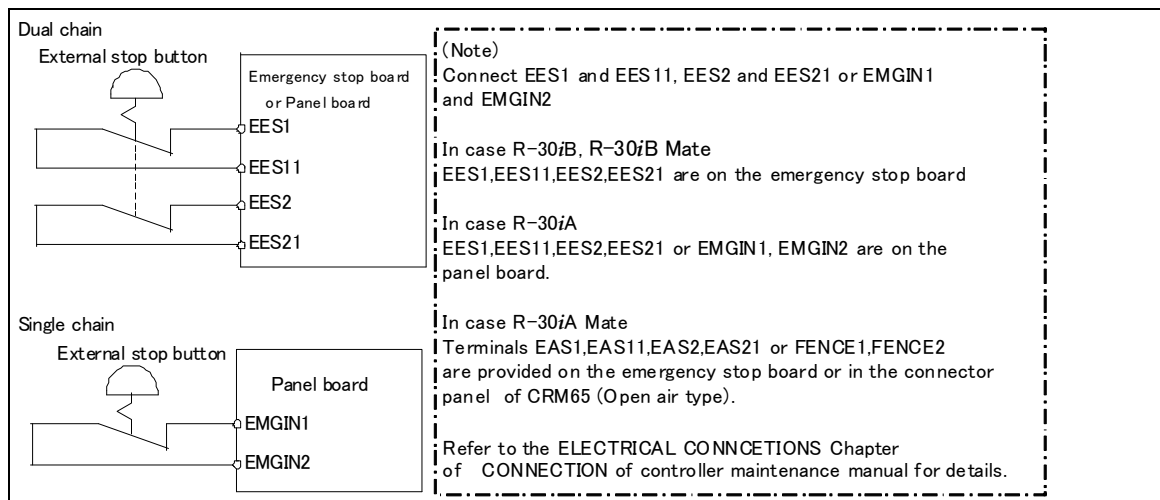 Dual chain
External stop button
Emergency stop board
or Panel board
EES1
EES11
EES2
EES21
Single chain
External stop button
Panel board
EMGIN1
EMGIN2
(Note)
Connect EES1 and EES11, EES2 and EES21 or EMGIN1
and EMGIN2
In case R-30iB, R-30iB Mate
EES1,EES11,EES2,EES21 are on the emergency stop board
In case R-30iA
EES1,EES11,EES2,EES21 or EMGIN1, EMGIN2 are on the
panel board.
In case R-30iA Mate
Terminals EAS1,EAS11,EAS2,EAS21 or FENCE1,FENCE2
are provided on the emergency stop board or in the connector
panel of CRM65 (Open air type).
Refer to the ELECTRICAL CONNCETIONS Chapter
of CONNECTION of controller maintenance manual for details.